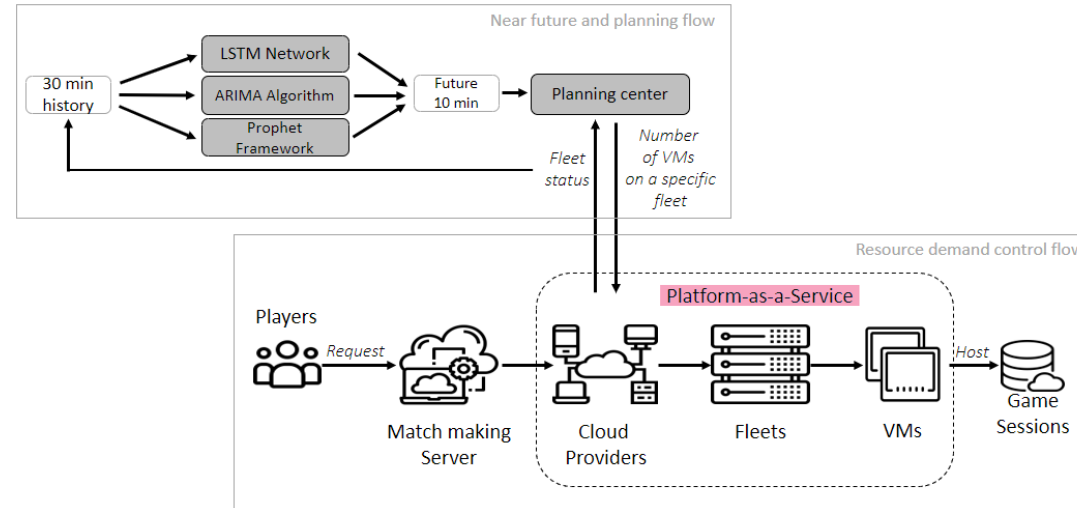 Near future and planning flow
LSTM Network
30 min
history
ARIMA Algorithm
Future
10 min
Planning center
Prophet
Framework
Fleet
status
Number
of VMs
on a specific
fleet
Resource demand control flow
Platform-as-a-Service
Players
Request
Host
Match making
Server
Cloud
Providers
Fleets
VMs
Game
Sessions